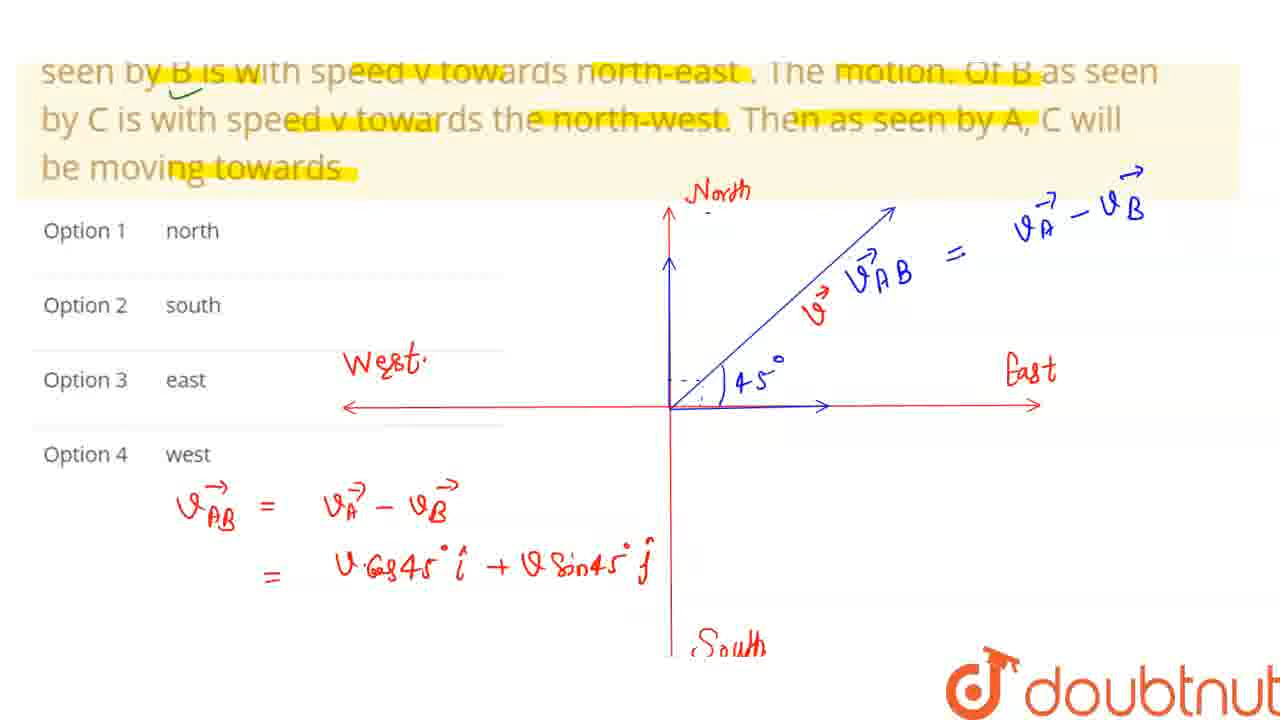 seen by B is with speed v towards north-east . The motion. Of B as seen
by C is with speed v towards the north-west. Then as seen by A, C will
be moving towards
Option 1 north
Option 2 south
Option 3 east
Option 4 west
North
West.
East
South
45°
v⃗
v⃗AB = v⃗A - v⃗B
v⃗AB = v⃗A - v⃗B
= v.Cos45° î + v Sin45° ĵ
doubtnut